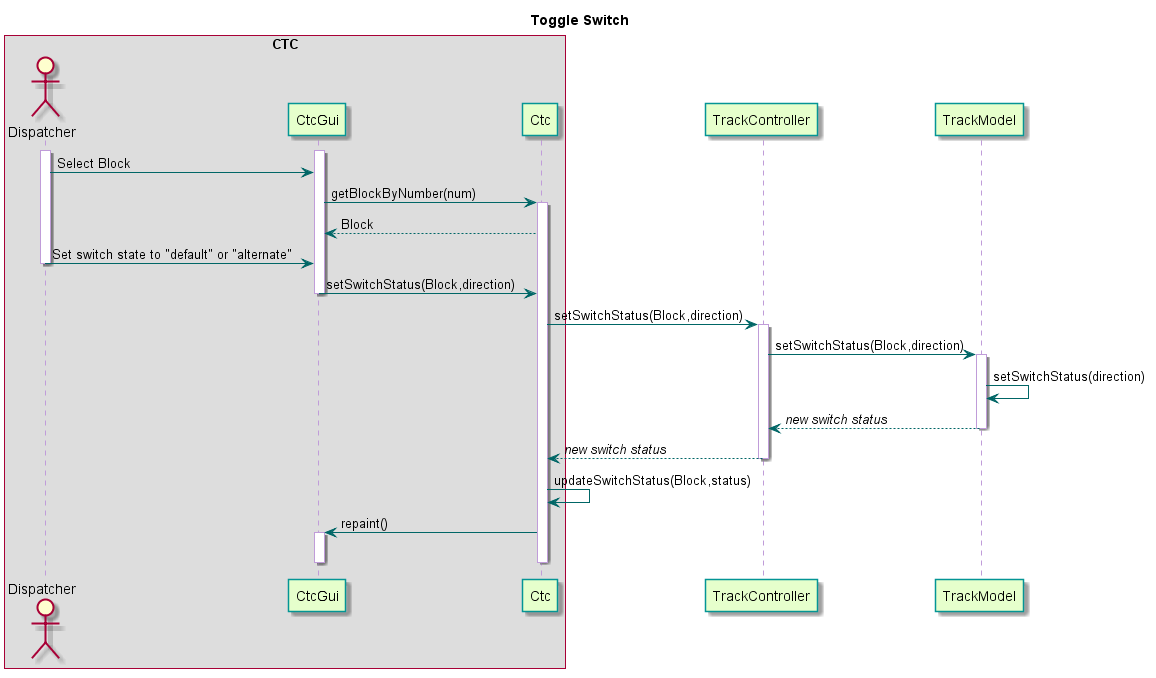 Toggle Switch
CTC
Dispatcher
CtcGui
Ctc
TrackController
TrackModel
Select Block
getBlockByNumber(num)
Block
Set switch state to "default" or "alternate"
setSwitchStatus(Block,direction)
setSwitchStatus(Block,direction)
setSwitchStatus(Block,direction)
setSwitchStatus(direction)
new switch status
new switch status
updateSwitchStatus(Block,status)
repaint()
Dispatcher
CtcGui
Ctc
TrackController
TrackModel